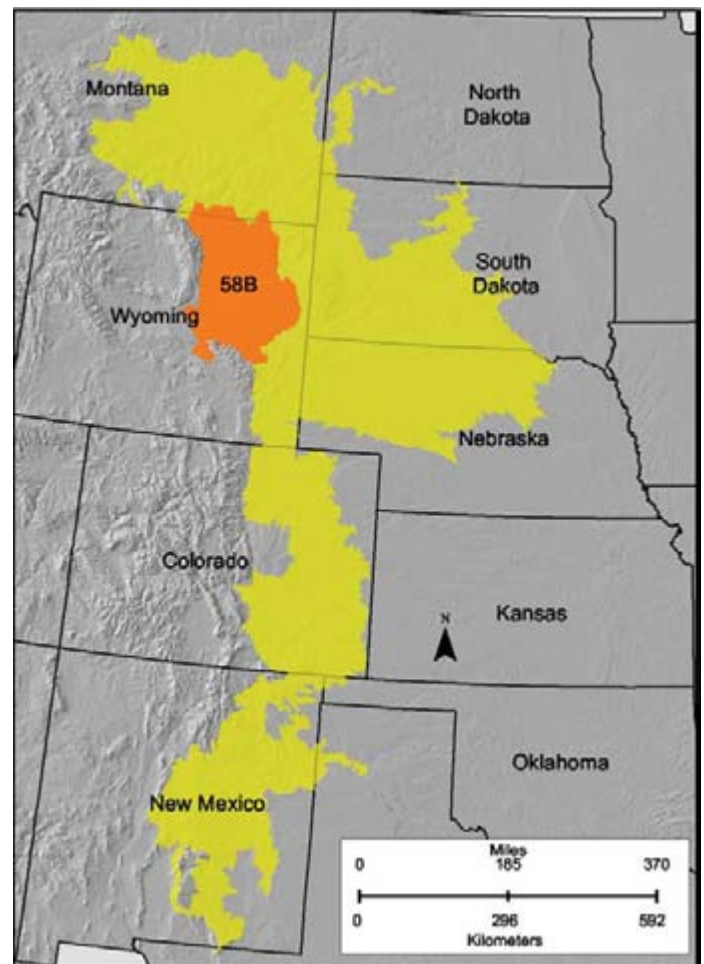 Montana
North
Dakota
58B
South
Dakota
Wyoming
Nebraska
Colorado
N
Kansas
Oklahoma
New Mexico
Miles
0 185 370
0 296 592
Kilometers